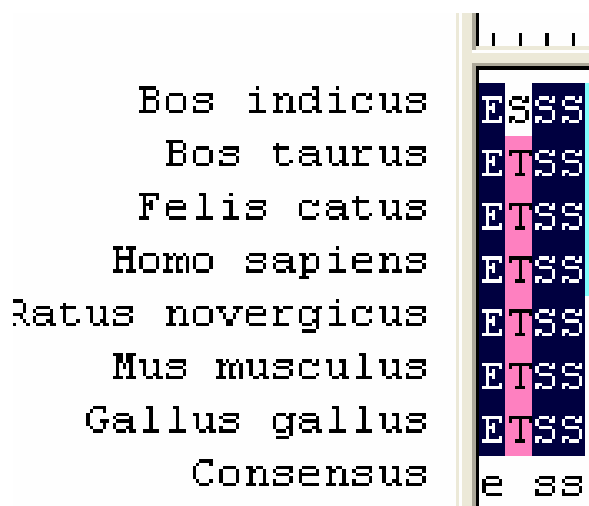 Bos indicus ESSS
Bos taurus ETSS
Felis catus ETSS
Homo sapiens ETSS
Ratus novergicus ETSS
Mus musculus ETSS
Gallus gallus ETSS
Consensus e ss